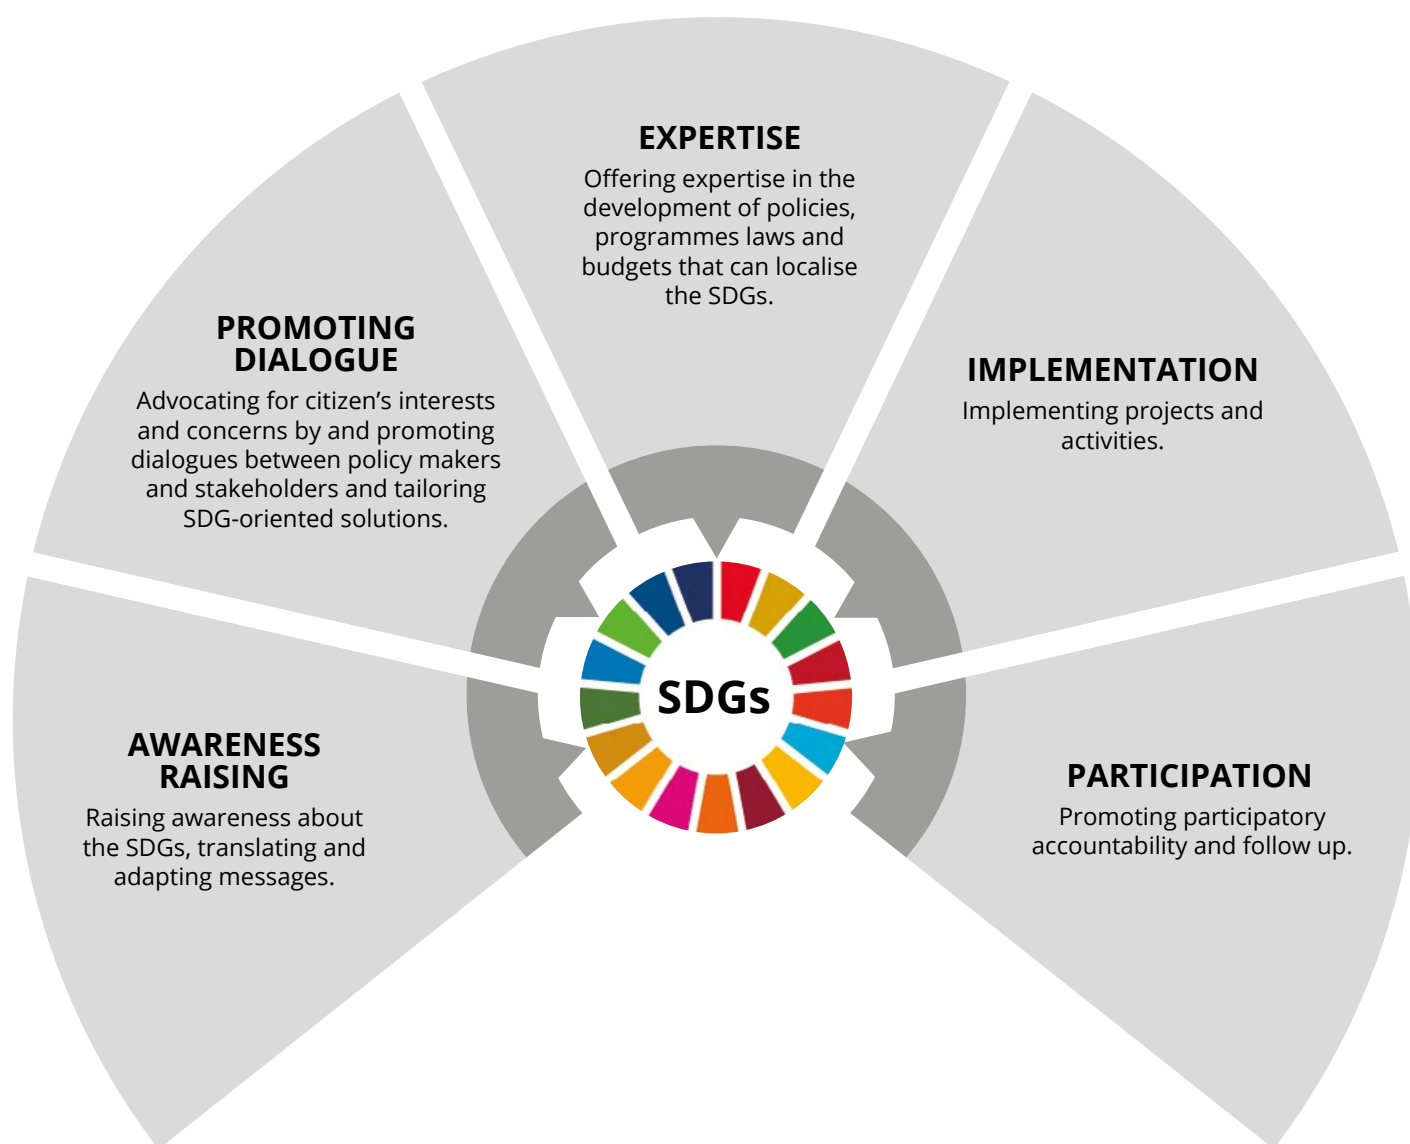 EXPERTISE
Offering expertise in the
development of policies,
programmes laws and
budgets that can localise
the SDGs.
PROMOTING
DIALOGUE
Advocating for citizen’s interests
and concerns by and promoting
dialogues between policy makers
and stakeholders and tailoring
SDG-oriented solutions.
IMPLEMENTATION
Implementing projects and
activities.
SDGs
AWARENESS
RAISING
Raising awareness about
the SDGs, translating and
adapting messages.
PARTICIPATION
Promoting participatory
accountability and follow up.